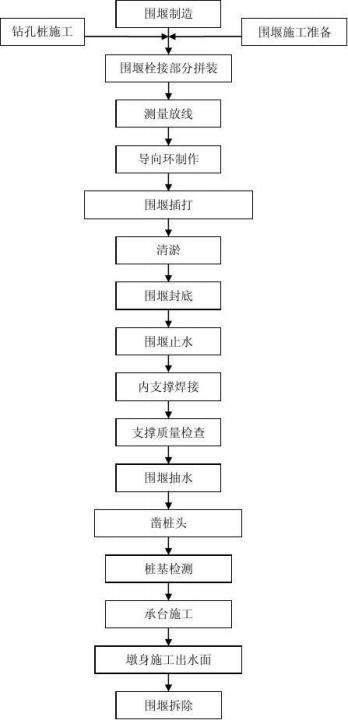 围堰制造
钻孔桩施工
围堰施工准备
围堰栓接部分拼装
测量放线
导向环制作
围堰插打
清淤
围堰封底
围堰止水
内支撑焊接
支撑质量检查
围堰抽水
凿桩头
桩基检测
承台施工
墩身施工出水面
围堰拆除